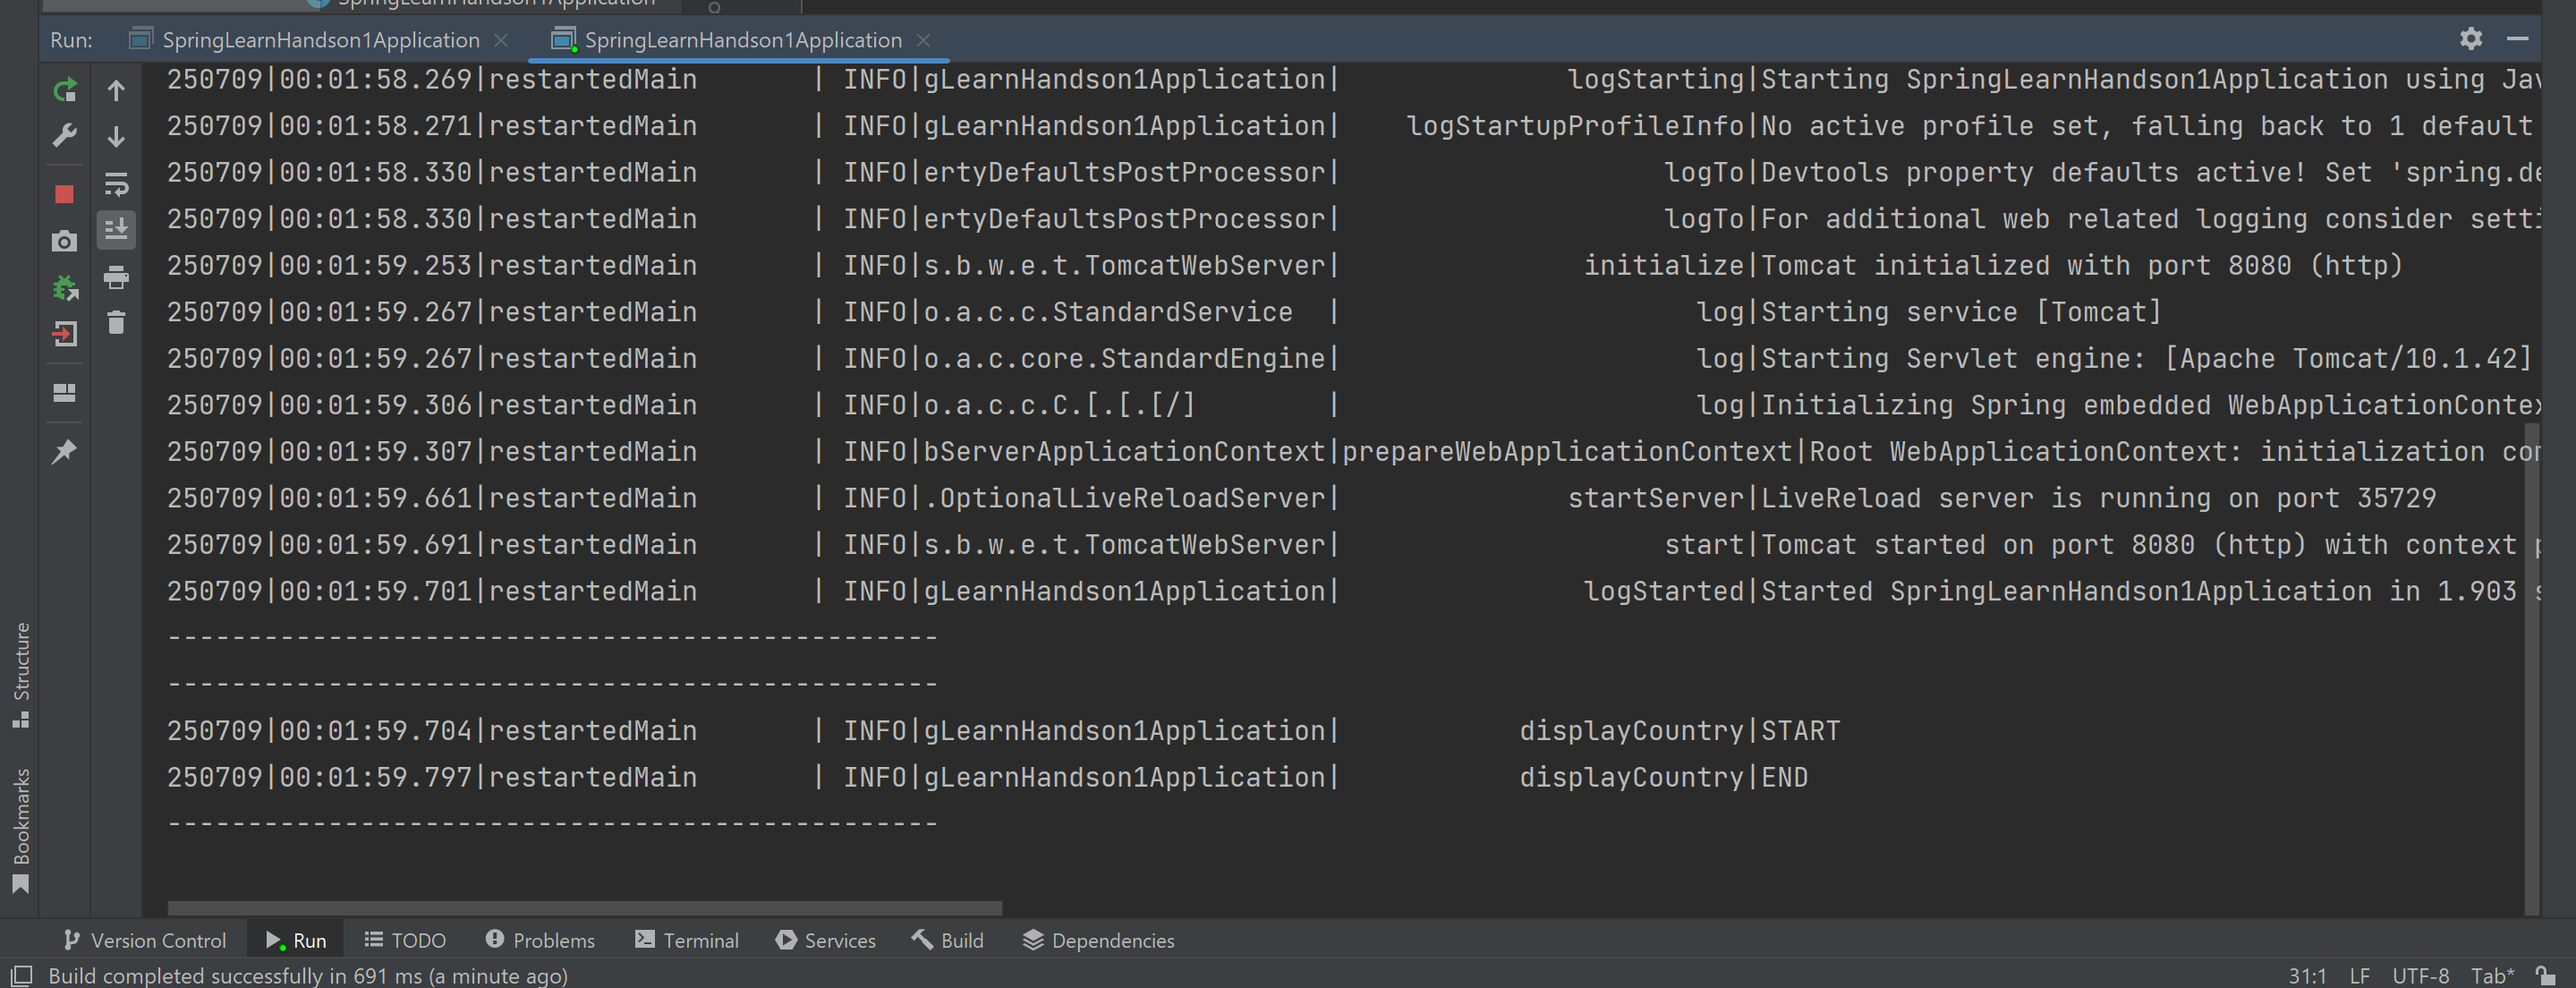 SpringLearnHandson1Application
Run: SpringLearnHandson1Application SpringLearnHandson1Application
250709|00:01:58.269|restartedMain | INFO|gLearnHandson1Application| logStarting|Starting SpringLearnHandson1Application using Jav
250709|00:01:58.271|restartedMain | INFO|gLearnHandson1Application| logStartupProfileInfo|No active profile set, falling back to 1 default
250709|00:01:58.330|restartedMain | INFO|ertyDefaultsPostProcessor| logTo|Devtools property defaults active! Set 'spring.de
250709|00:01:58.330|restartedMain | INFO|ertyDefaultsPostProcessor| logTo|For additional web related logging consider setti
250709|00:01:59.253|restartedMain | INFO|s.b.w.e.t.TomcatWebServer| initialize|Tomcat initialized with port 8080 (http)
250709|00:01:59.267|restartedMain | INFO|o.a.c.c.StandardService | log|Starting service [Tomcat]
250709|00:01:59.267|restartedMain | INFO|o.a.c.core.StandardEngine| log|Starting Servlet engine: [Apache Tomcat/10.1.42]
250709|00:01:59.306|restartedMain | INFO|o.a.c.c.C.[.[.[/] | log|Initializing Spring embedded WebApplicationContex
250709|00:01:59.307|restartedMain | INFO|bServerApplicationContext|prepareWebApplicationContext|Root WebApplicationContext: initialization com
250709|00:01:59.661|restartedMain | INFO|.OptionalLiveReloadServer| startServer|LiveReload server is running on port 35729
250709|00:01:59.691|restartedMain | INFO|s.b.w.e.t.TomcatWebServer| start|Tomcat started on port 8080 (http) with context p
250709|00:01:59.701|restartedMain | INFO|gLearnHandson1Application| logStarted|Started SpringLearnHandson1Application in 1.903 s
------------------------------------------------
------------------------------------------------
250709|00:01:59.704|restartedMain | INFO|gLearnHandson1Application| displayCountry|START
250709|00:01:59.797|restartedMain | INFO|gLearnHandson1Application| displayCountry|END
------------------------------------------------
Structure
Bookmarks
Version Control Run TODO Problems Terminal Services Build Dependencies
Build completed successfully in 691 ms (a minute ago) 31:1 LF UTF-8 Tab*